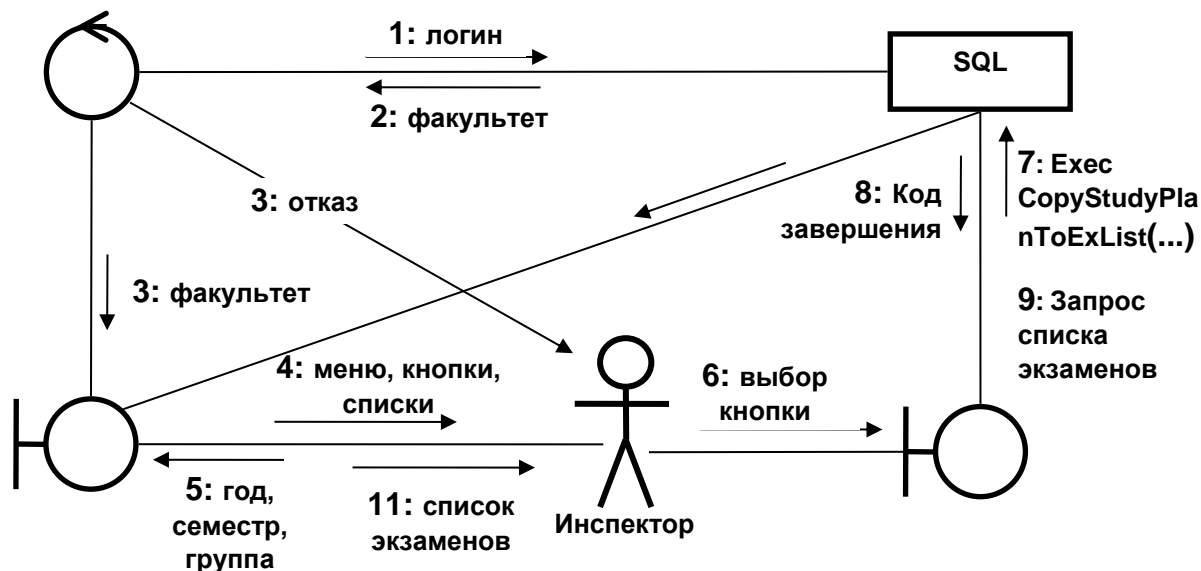 1: логин
SQL
2: факультет
7: Exec
CopyStudyPla
nToExList(...)
8: Код
завершения
3: отказ
3: факультет
9: Запрос
списка
экзаменов
4: меню, кнопки,
списки
6: выбор
кнопки
5: год,
семестр,
группа
11: список
экзаменов
Инспектор